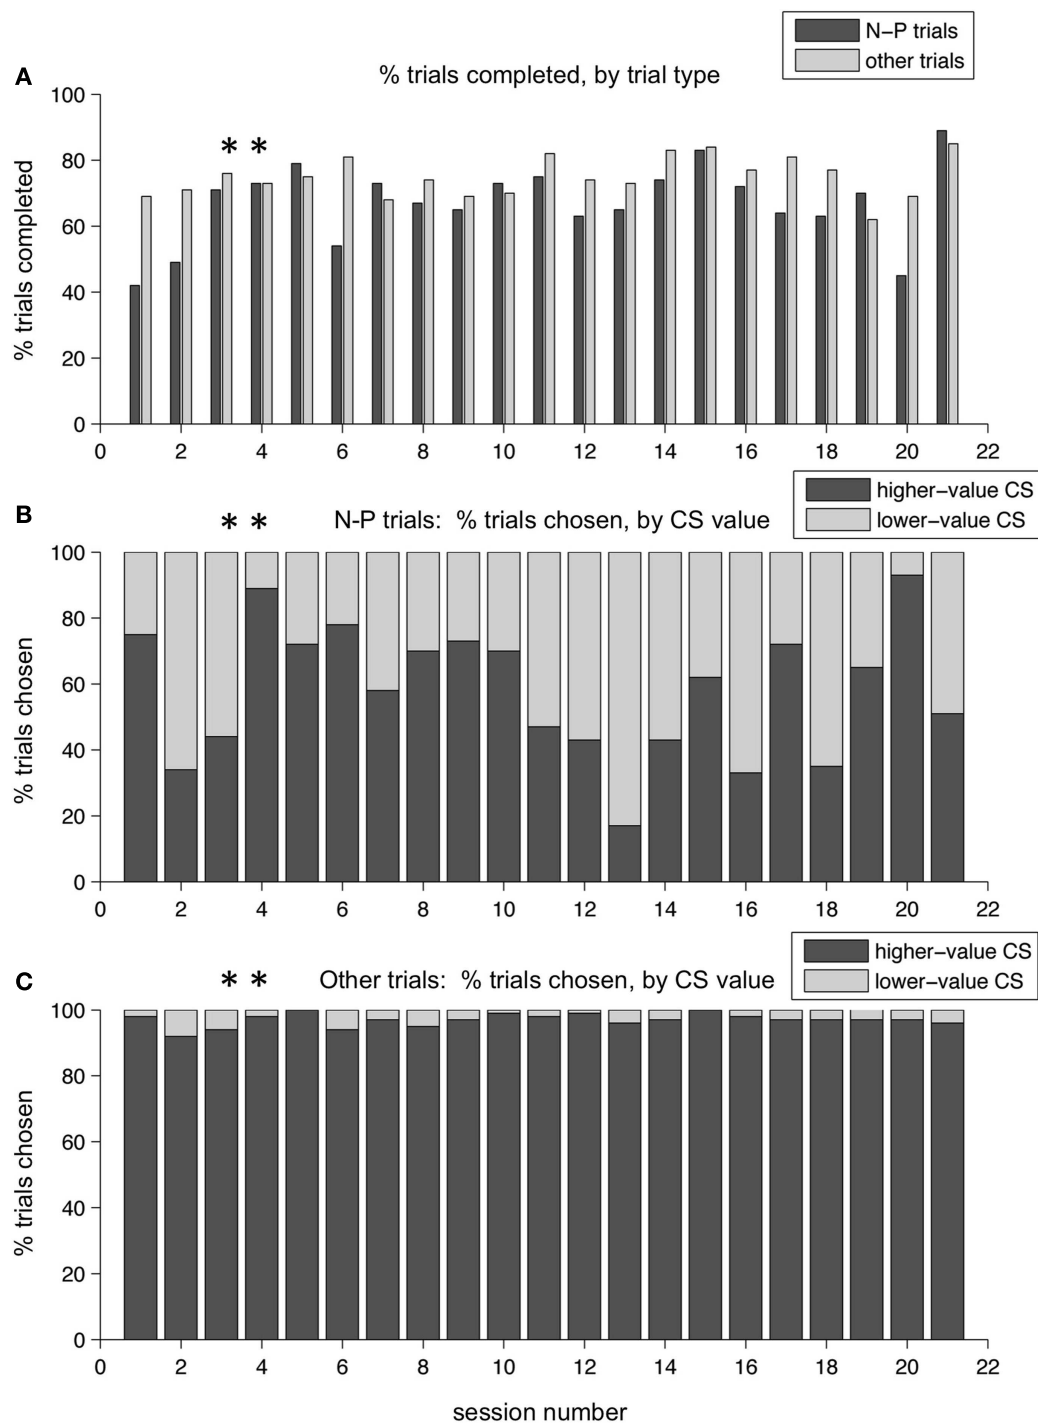 N−P trials
other trials
A
% trials completed, by trial type
100
80
60
40
20
0
% trials completed
* *
0 2 4 6 8 10 12 14 16 18 20 22
higher−value CS
lower−value CS
B
* * N-P trials: % trials chosen, by CS value
100
80
60
40
20
0
% trials chosen
0 2 4 6 8 10 12 14 16 18 20 22
higher−value CS
lower−value CS
C
* * Other trials: % trials chosen, by CS value
100
80
60
40
20
0
% trials chosen
0 2 4 6 8 10 12 14 16 18 20 22
session number